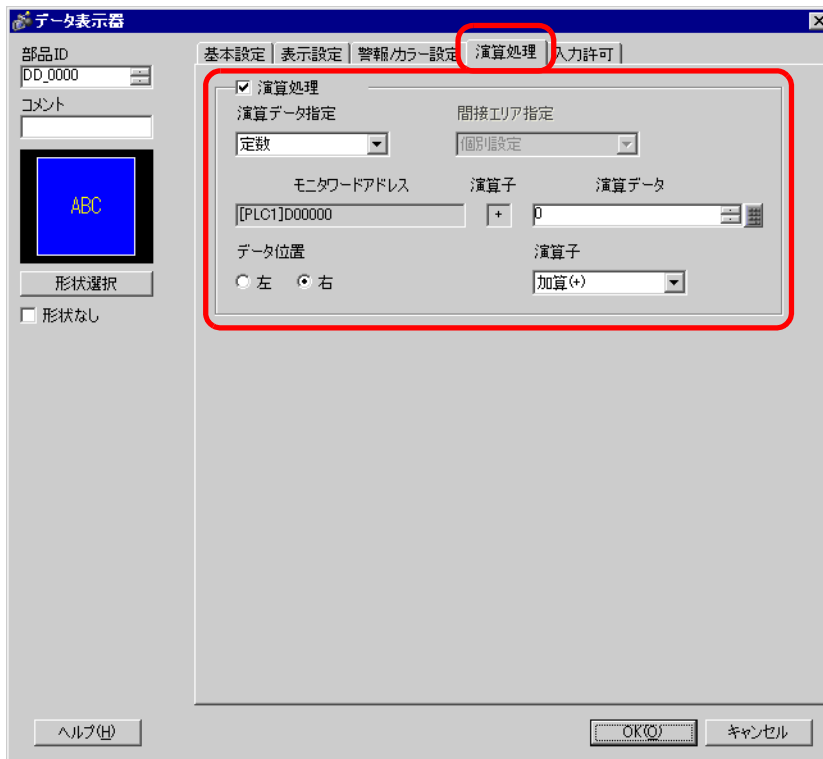 データ表示器
部品ID
DD_0000
コメント
ABC
形状選択
形状なし
基本設定 表示設定 警報/カラー設定 演算処理 入力許可
演算処理
演算データ指定 間接エリア指定
定数 個別設定
モニタワードアドレス 演算子 演算データ
[PLC1]D00000 + 0
データ位置 演算子
左 右 加算(+)
ヘルプ(H) OK(O) キャンセル